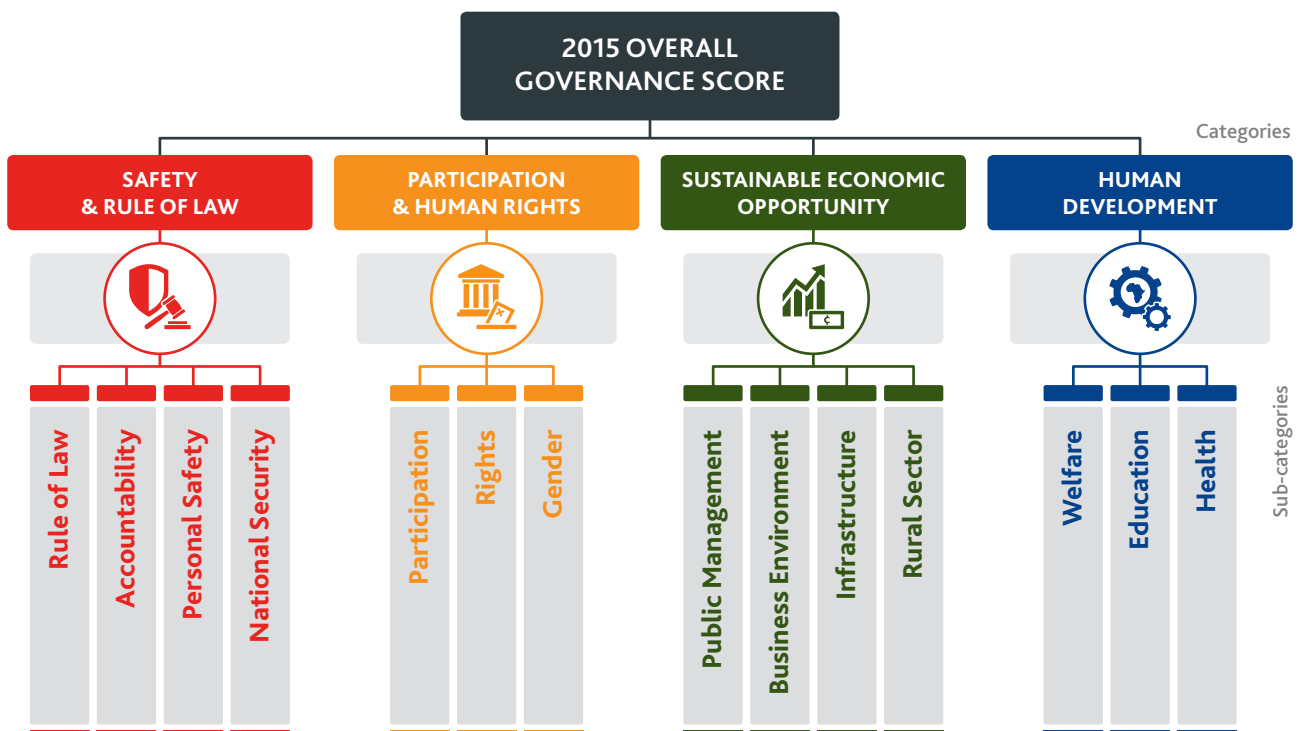 2015 OVERALL
GOVERNANCE SCORE
Categories
SAFETY
& RULE OF LAW
PARTICIPATION
& HUMAN RIGHTS
SUSTAINABLE ECONOMIC
OPPORTUNITY
HUMAN
DEVELOPMENT
¢
Rule of Law
Accountability
Personal Safety
National Security
Participation
Rights
Gender
Public Management
Business Environment
Infrastructure
Rural Sector
Welfare
Education
Health
Sub-categories